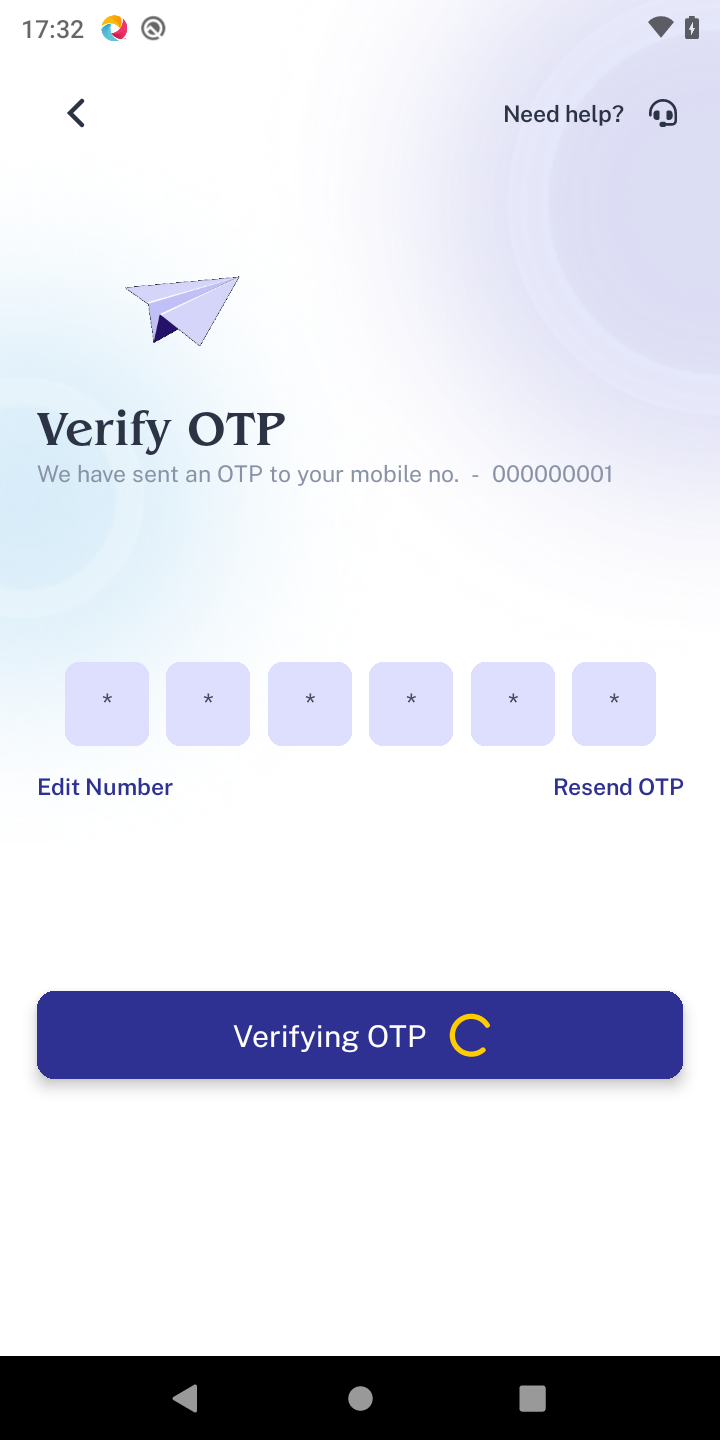 17:32
Need help?
Verify OTP
We have sent an OTP to your mobile no. - 000000001
* * * * * *
Edit Number Resend OTP
Verifying OTP